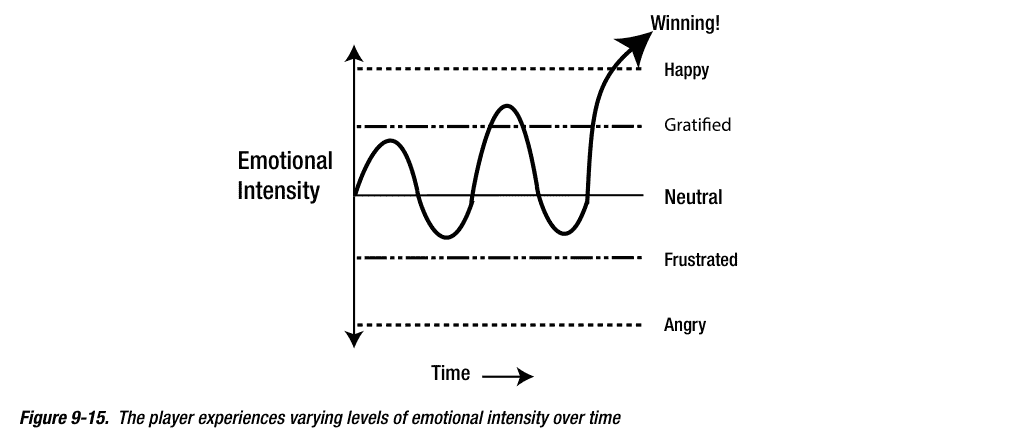 Winning!
Happy
Gratified
Emotional
Intensity
Neutral
Frustrated
Angry
Time
Figure 9-15. The player experiences varying levels of emotional intensity over time